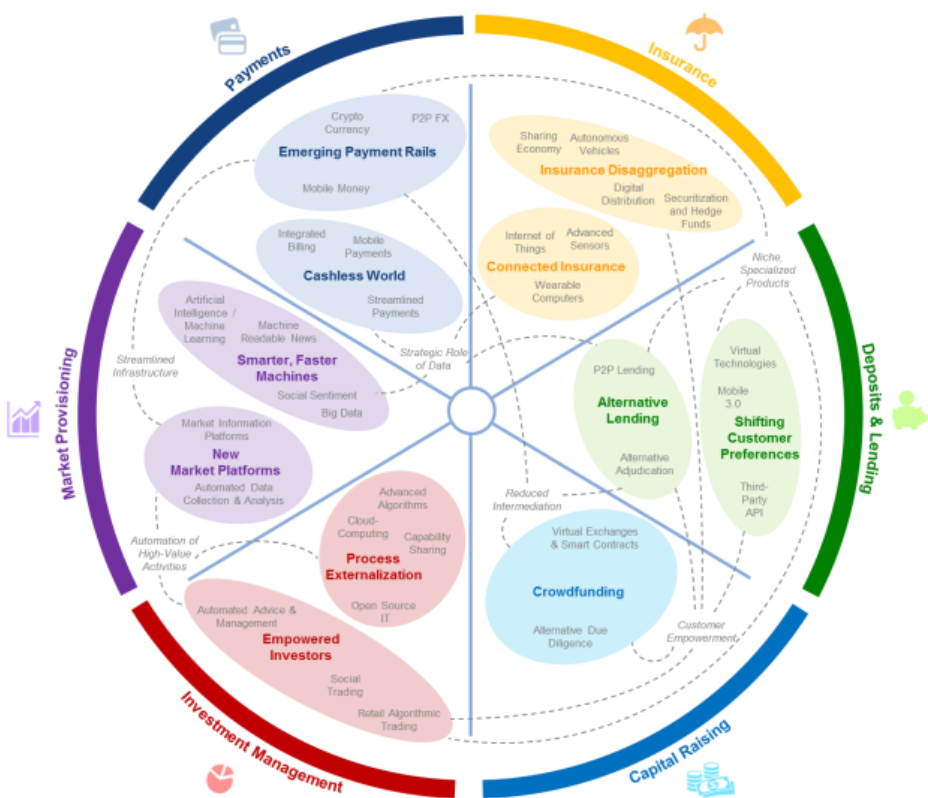 Payments
Insurance
Crypto
Currency
P2P FX
Emerging Payment Rails
Mobile Money
Sharing
Economy
Autonomous
Vehicles
Insurance Disaggregation
Digital
Distribution
Securitization
and Hedge
Funds
Integrated
Billing
Mobile
Payments
Cashless World
Streamlined
Payments
Internet of
Things
Advanced
Sensors
Connected Insurance
Wearable
Computers
Niche,
Specialized
Products
Artificial
Intelligence /
Machine
Learning
Machine
Readable News
Smarter, Faster
Machines
Social Sentiment
Big Data
Streamlined
Infrastructure
Strategic Role
of Data
Market Provisioning
Deposits & Lending
P2P Lending
Alternative
Lending
Alternative
Adjudication
Virtual
Technologies
Mobile
3.0
Shifting
Customer
Preferences
Third-
Party
API
Market Information
Platforms
New
Market Platforms
Automated Data
Collection & Analysis
Advanced
Algorithms
Cloud-
Computing
Capability
Sharing
Process
Externalization
Open Source
IT
Reduced
Intermediation
Virtual Exchanges
& Smart Contracts
Crowdfunding
Alternative Due
Diligence
Automation of
High-Value
Activities
Automated Advice &
Management
Empowered
Investors
Social
Trading
Retail Algorithmic
Trading
Customer
Empowerment
Investment Management
Capital Raising